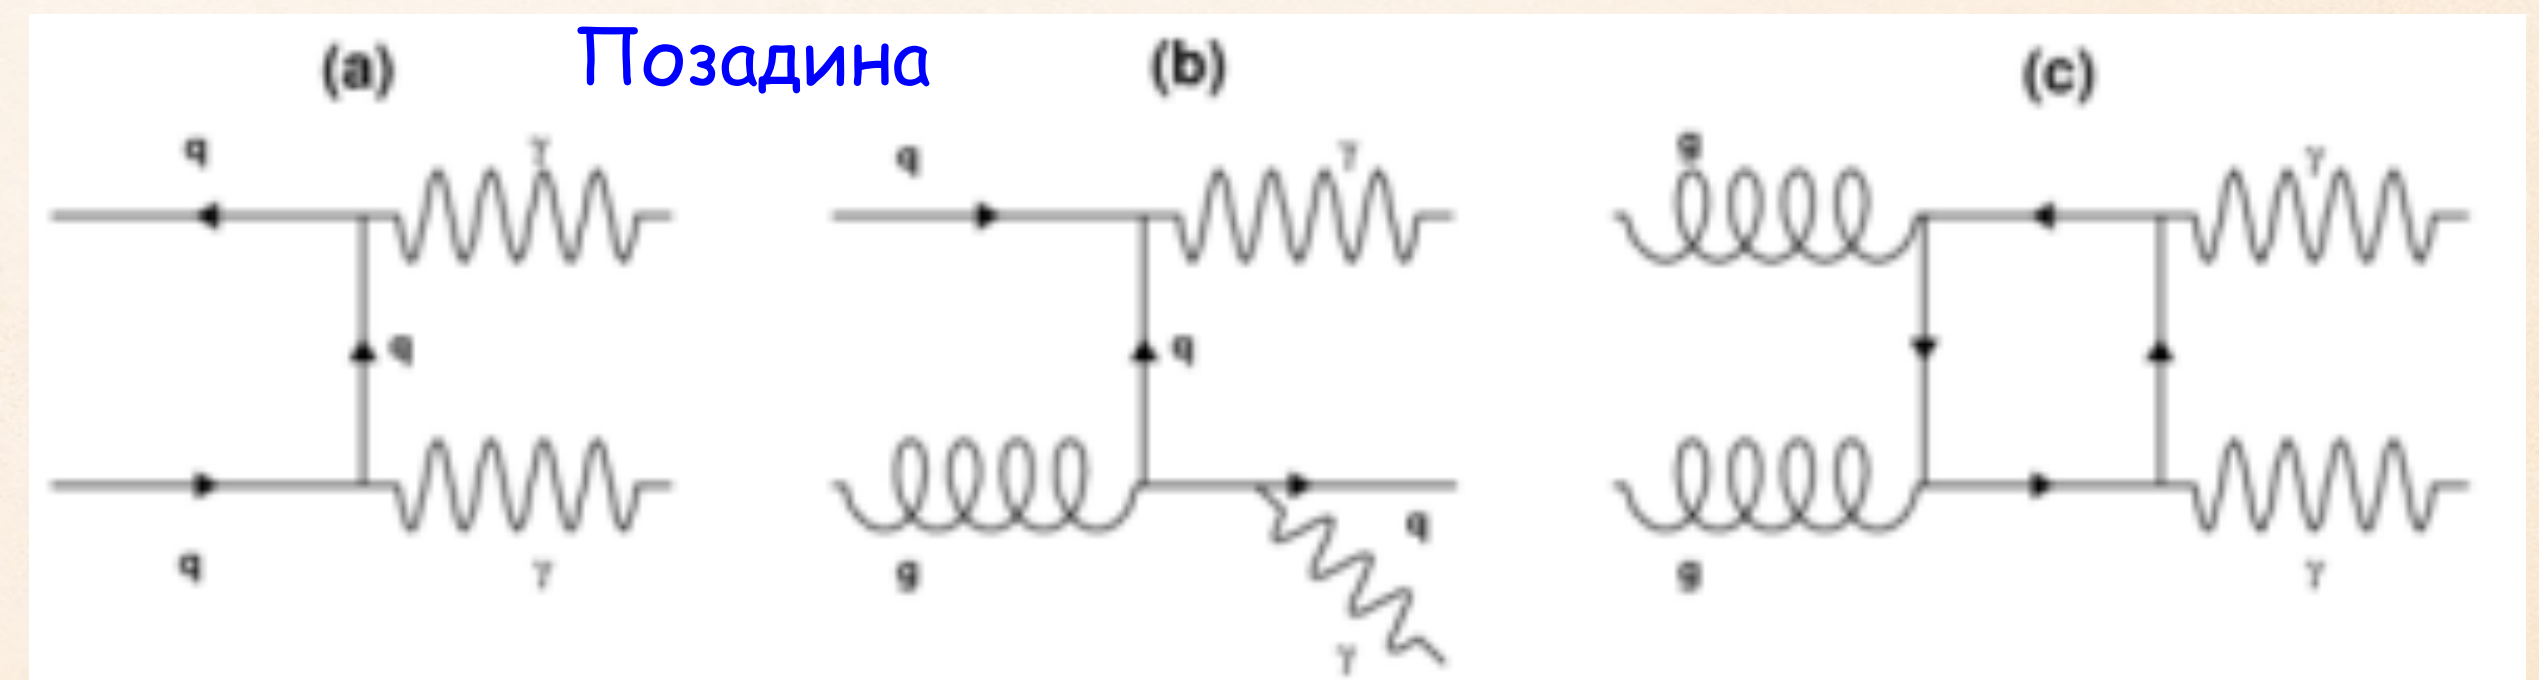 (a) Позадина (b) (c)
q γ q γ g γ
q q
q γ g q g γ
γ